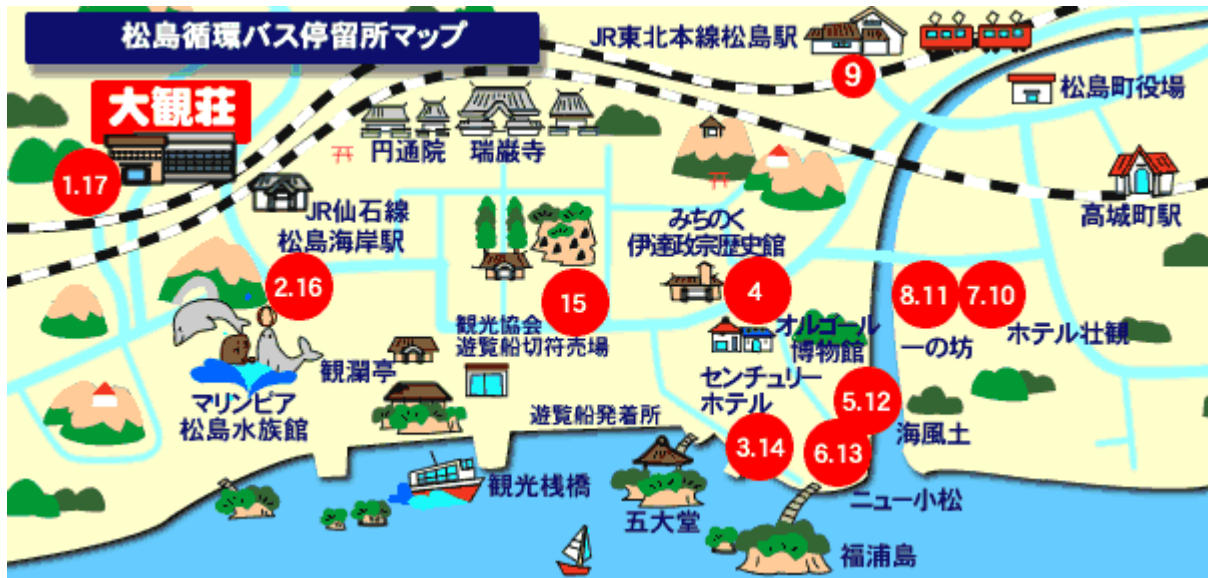 松島循環バス停留所マップ
JR東北本線松島駅
9
松島町役場
大観荘
1.17
円通院
瑞巌寺
高城町駅
JR仙石線
松島海岸駅
みちのく
伊達政宗歴史館
2.16
15
4
8.11
7.10
観光協会
遊覧船切符売場
オルゴール
博物館
一の坊
ホテル壮観
観瀾亭
マリンピア
松島水族館
センチュリー
ホテル
5.12
海風土
遊覧船発着所
3.14
6.13
観光桟橋
五大堂
ニュー小松
福浦島